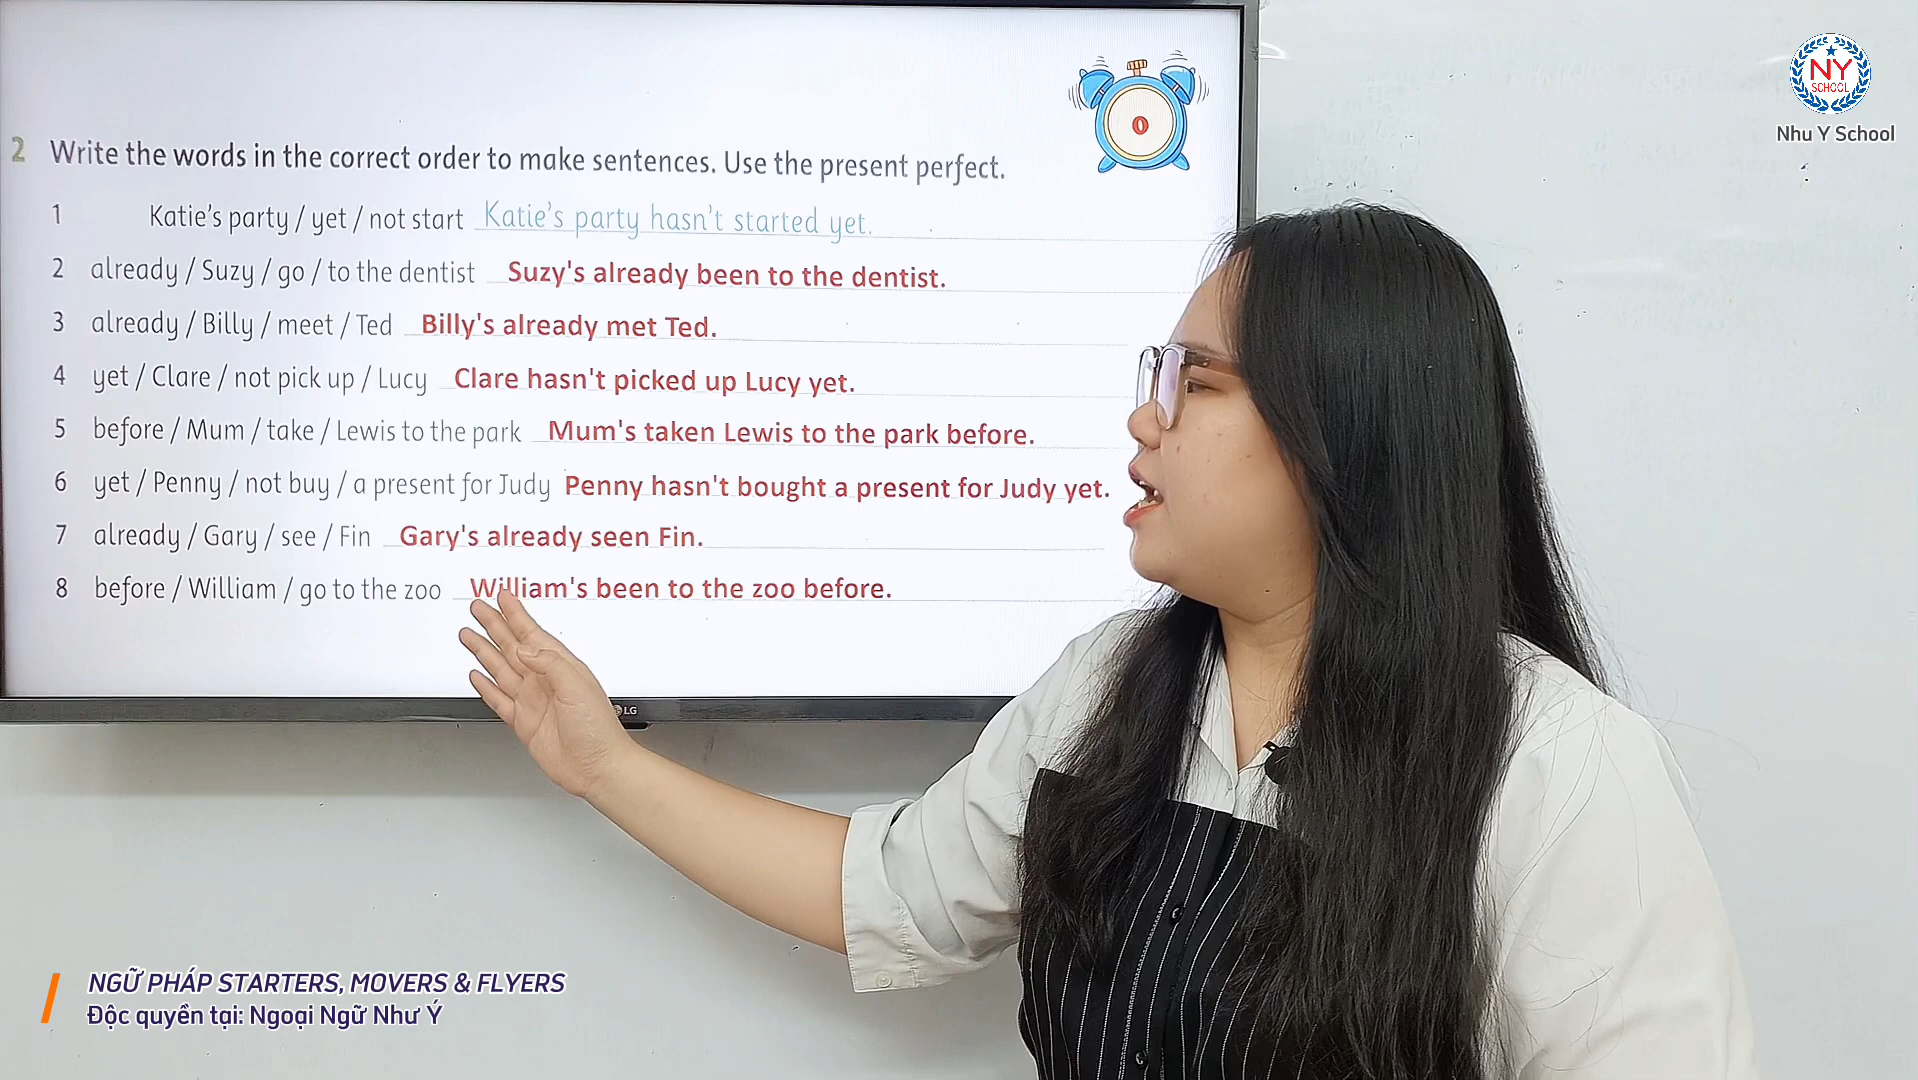 NY
SCHOOL
Nhu Y School
0
2 Write the words in the correct order to make sentences. Use the present perfect.
1 Katie's party / yet / not start Katie's party hasn't started yet.
2 already / Suzy / go / to the dentist Suzy's already been to the dentist.
3 already / Billy / meet / Ted Billy's already met Ted.
4 yet / Clare / not pick up / Lucy Clare hasn't picked up Lucy yet.
5 before / Mum / take / Lewis to the park Mum's taken Lewis to the park before.
6 yet / Penny / not buy / a present for Judy Penny hasn't bought a present for Judy yet.
7 already / Gary / see / Fin Gary's already seen Fin.
8 before / William / go to the zoo William's been to the zoo before.
LG
NGỮ PHÁP STARTERS, MOVERS & FLYERS
Độc quyền tại: Ngoại Ngữ Như Ý